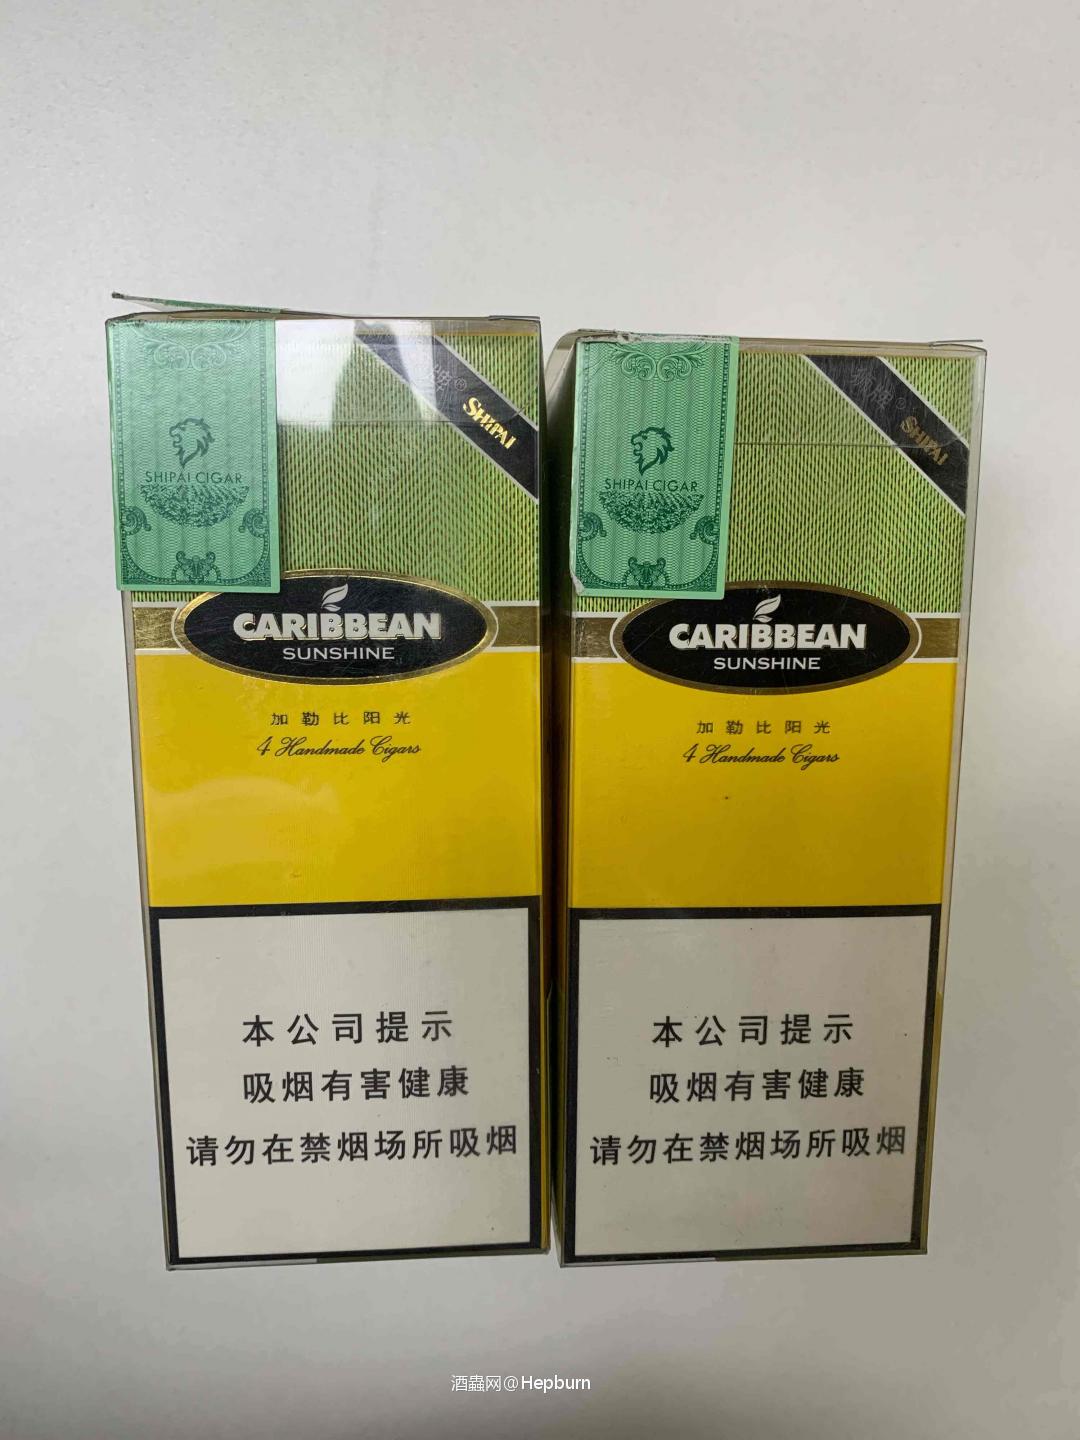 SHIPAI
SHIPAI CIGAR
CARIBBEAN
SUNSHINE
加勒比阳光
4 Handmade Cigars
本公司提示
吸烟有害健康
请勿在禁烟场所吸烟
狮牌® SHIPAI
SHIPAI CIGAR
CARIBBEAN
SUNSHINE
加勒比阳光
4 Handmade Cigars
本公司提示
吸烟有害健康
请勿在禁烟场所吸烟
酒蟲网@Hepburn